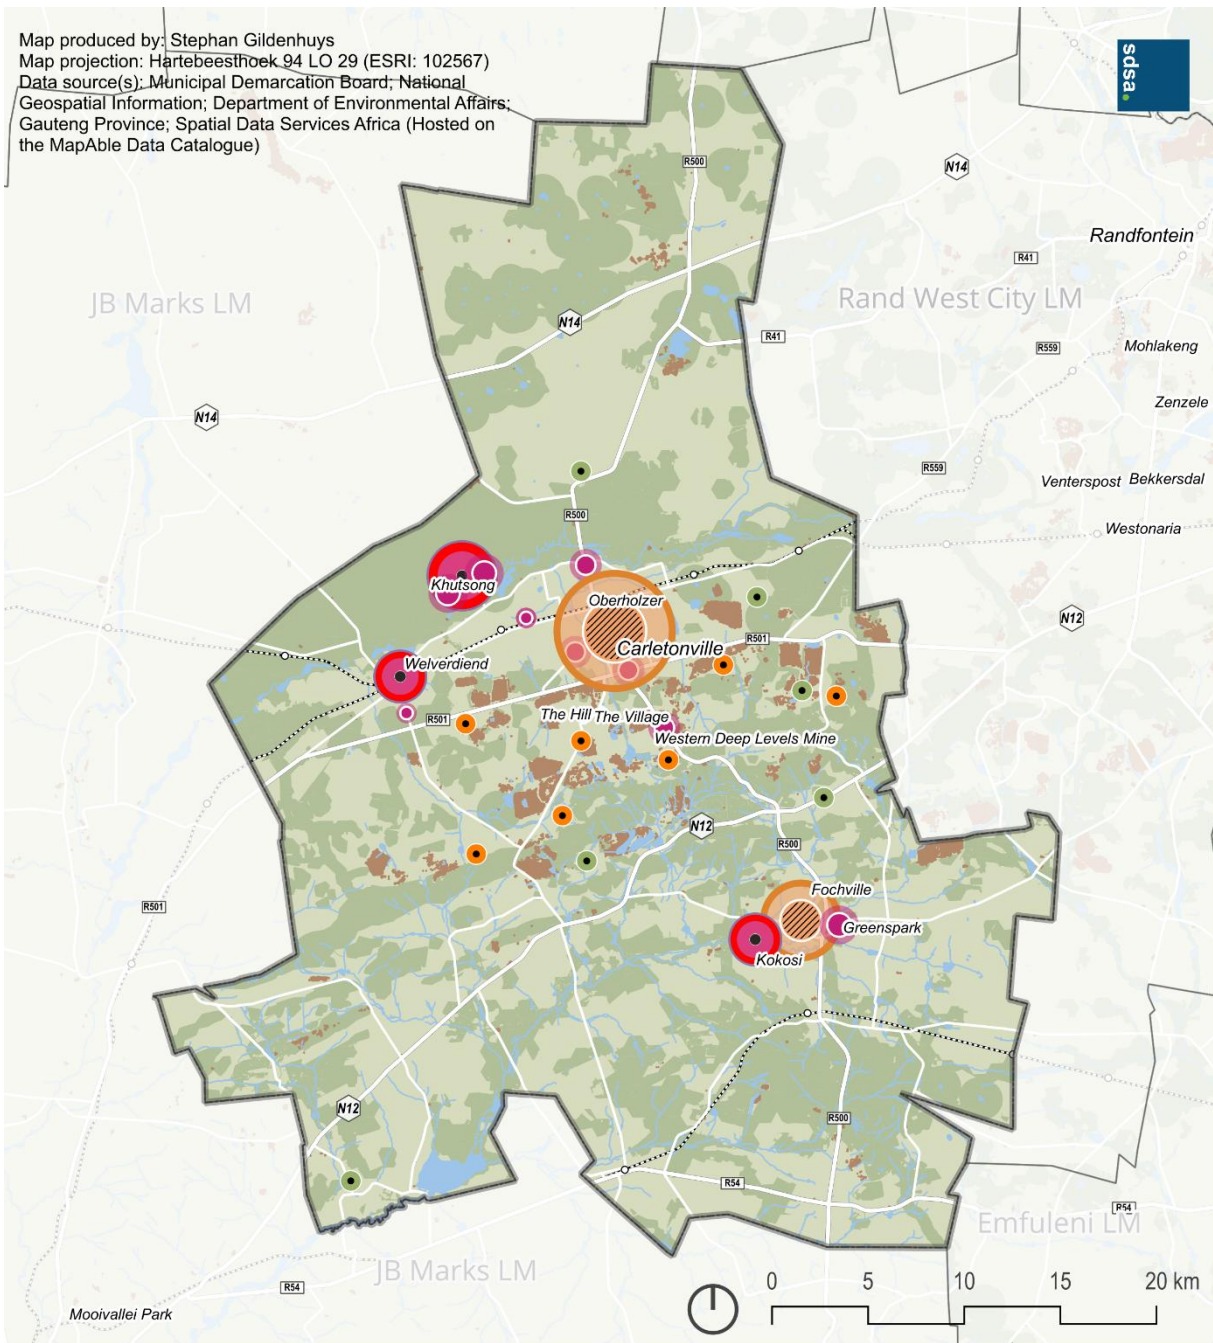 Map produced by: Stephan Gildenhuys
Map projection: Hartebeesthoek 94 LO 29 (ESRI: 102567)
Data source(s): Municipal Demarcation Board; National
Geospatial Information; Department of Environmental Affairs;
Gauteng Province; Spatial Data Services Africa (Hosted on
the MapAble Data Catalogue)
sdsa.
R500
N14
Randfontein
R41
JB Marks LM
Rand West City LM
N14
R41
Mohlakeng
R559
Zenzele
N14
R559
Venterspost
Bekkersdal
R500
Westonaria
Khutsong
Oberholzer
N12
Carletonville
R501
Welverdiend
The Hill
The Village
R501
Western Deep Levels Mine
N12
R500
Fochville
R501
Greenspark
Kokosi
N12
R500
R54
R54
Emfuleni LM
JB Marks LM
R54
Mooivallei Park
0 5 10 15 20 km